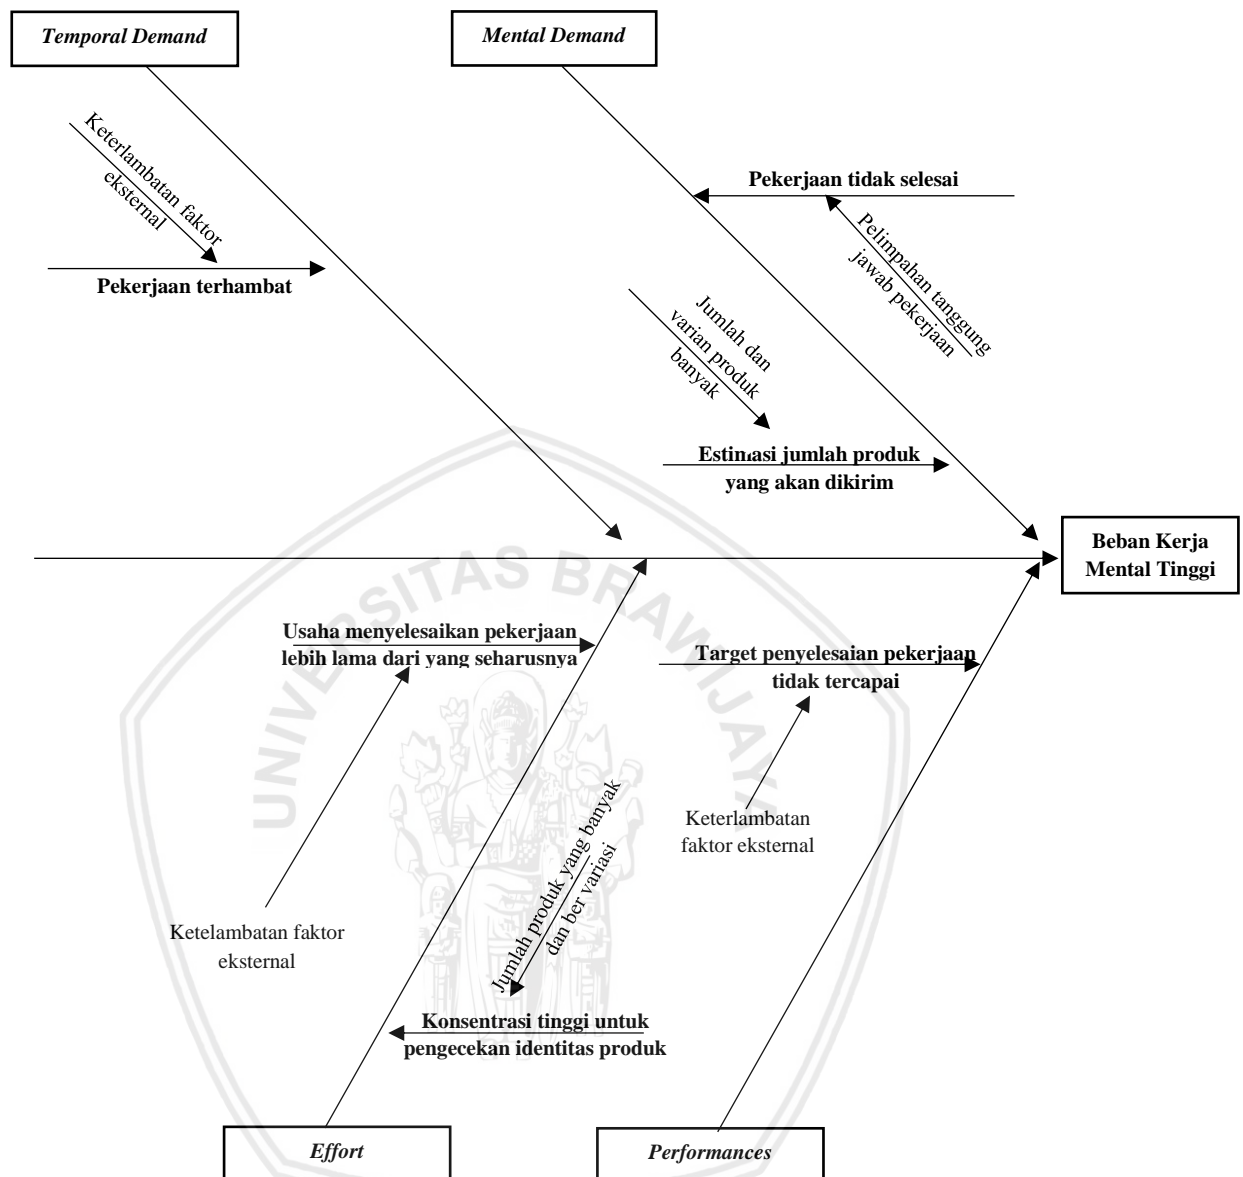 Temporal Demand
Mental Demand
Keterlambatan faktor
eksternal
Pekerjaan terhambat
Pekerjaan tidak selesai
Pelimpahan tanggung
jawab pekerjaan
Jumlah dan
varian produk
banyak
Estimasi jumlah produk
yang akan dikirim
Beban Kerja
Mental Tinggi
UNIVERSITAS BRAWIJAYA
Usaha menyelesaikan pekerjaan
lebih lama dari yang seharusnya
Target penyelesaian pekerjaan
tidak tercapai
Keterlambatan
faktor eksternal
Jumlah produk yang banyak
dan ber variasi
Ketelambatan faktor
eksternal
Konsentrasi tinggi untuk
pengecekan identitas produk
Effort
Performances